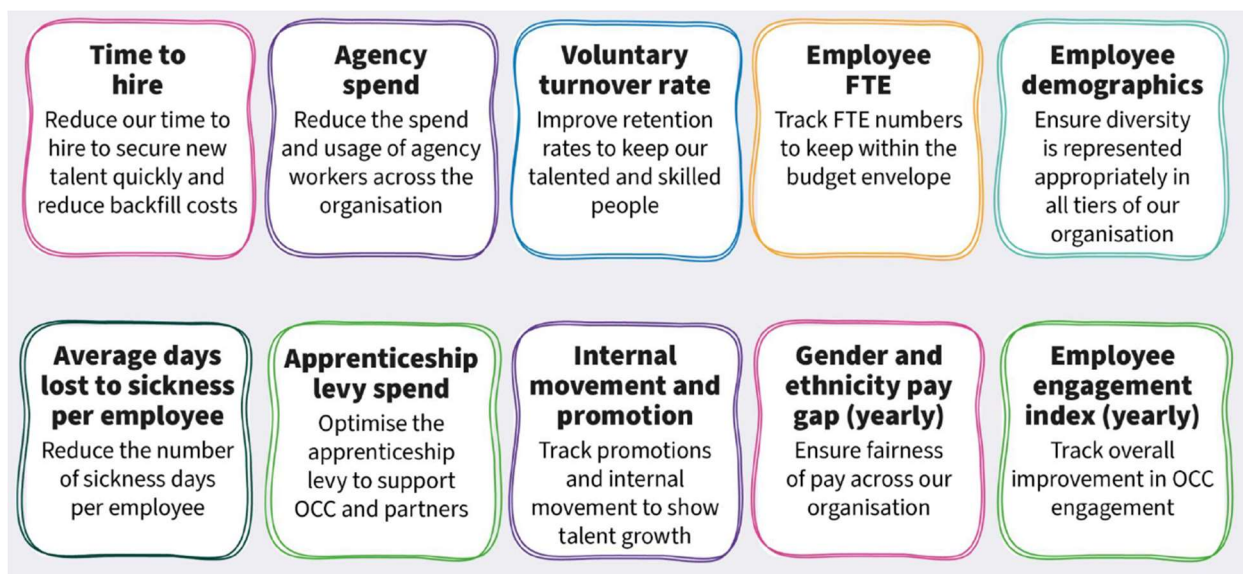 Time to
hire
Reduce our time to
hire to secure new
talent quickly and
reduce backfill costs
Agency
spend
Reduce the spend
and usage of agency
workers across the
organisation
Voluntary
turnover rate
Improve retention
rates to keep our
talented and skilled
people
Employee
FTE
Track FTE numbers
to keep within the
budget envelope
Employee
demographics
Ensure diversity
is represented
appropriately in
all tiers of our
organisation
Average days
lost to sickness
per employee
Reduce the number
of sickness days
per employee
Apprenticeship
levy spend
Optimise the
apprenticeship
levy to support
OCC and partners
Internal
movement and
promotion
Track promotions
and internal
movement to show
talent growth
Gender and
ethnicity pay
gap (yearly)
Ensure fairness
of pay across our
organisation
Employee
engagement
index (yearly)
Track overall
improvement in OCC
engagement